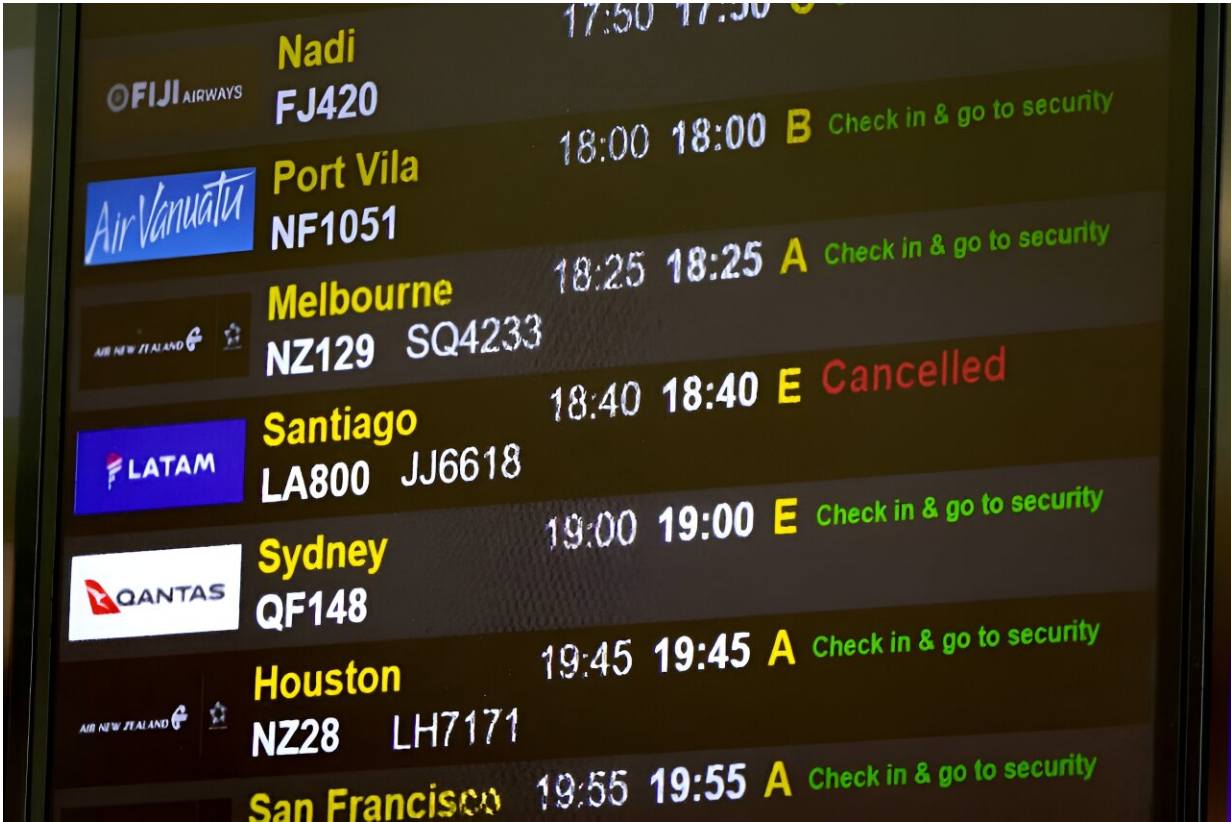 Nadi 17:50 17:50
FIJI AIRWAYS
FJ420
Port Vila 18:00 18:00 B Check in & go to security
Air Vanuatu
NF1051
Melbourne 18:25 18:25 A Check in & go to security
AIR NEW ZEALAND
NZ129 SQ4233
Santiago 18:40 18:40 E Cancelled
LATAM
LA800 JJ6618
Sydney 19:00 19:00 E Check in & go to security
QANTAS
QF148
Houston 19:45 19:45 A Check in & go to security
AIR NEW ZEALAND
NZ28 LH7171
San Francisco 19:55 19:55 A Check in & go to security